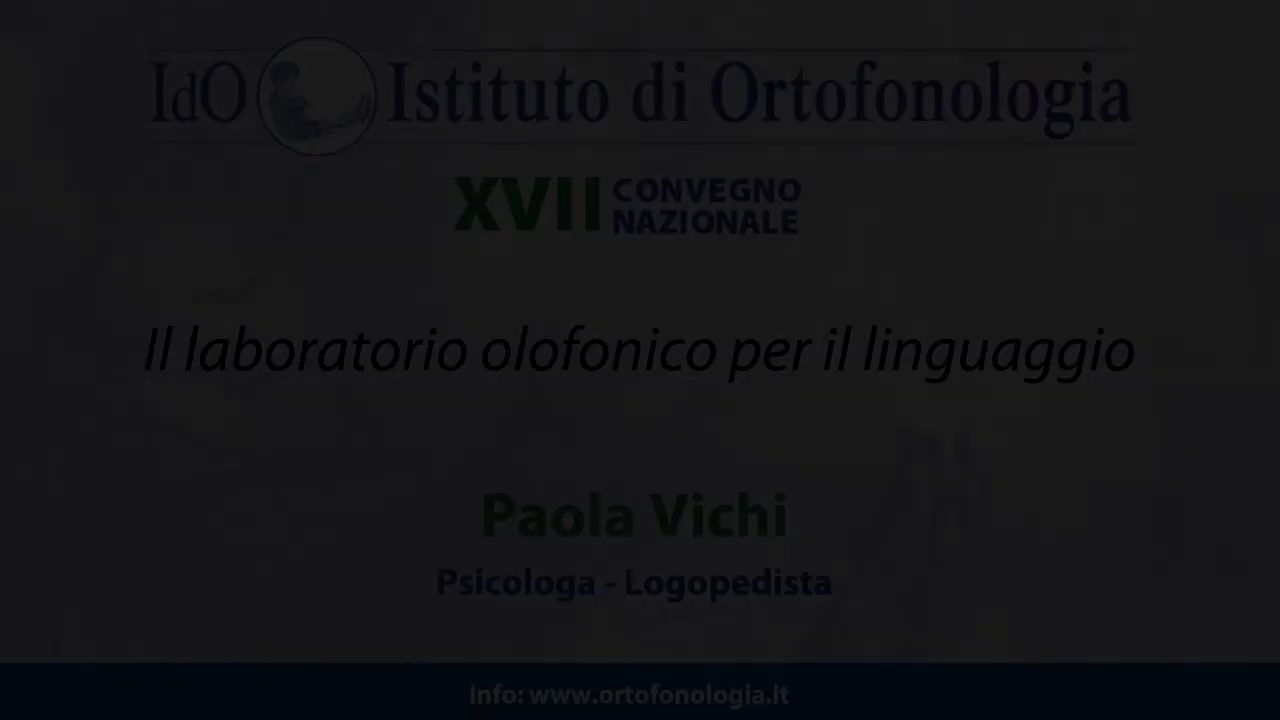 IdO Istituto di Ortofonologia
XVII CONVEGNO NAZIONALE
Il laboratorio olofonico per il linguaggio
Paola Vichi
Psicologa - Logopedista
Info: www.ortofonologia.it